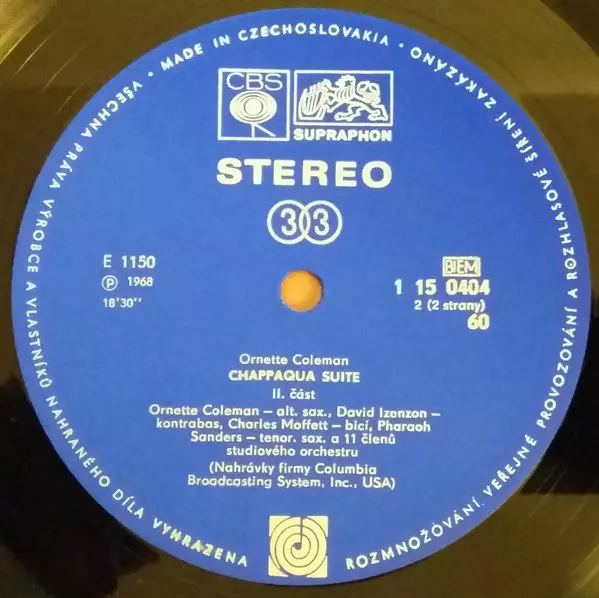 VŠECHNA PRÁVA VÝROBCE A VLASTNÍKŮ NAHRANÉHO DÍLA VYHRAZENA
• MADE IN CZECHOSLOVAKIA •
ROZMNOŽOVÁNÍ, VEŘEJNÉ PROVOZOVÁNÍ A ROZHLASOVÉ ŠÍŘENÍ ZAKÁZÁNO
CBS
SUPRAPHON
STEREO
33
E 1150
Ⓟ 1968
18'30''
BIEM
1 15 0404
2 (2 strany)
60
Ornette Coleman
CHAPPAQUA SUITE
II. část
Ornette Coleman – alt. sax., David Izenzon –
kontrabas, Charles Moffett – bicí, Pharaoh
Sanders – tenor. sax. a 11 členů
studiového orchestru
(Nahrávky firmy Columbia
Broadcasting System, Inc., USA)